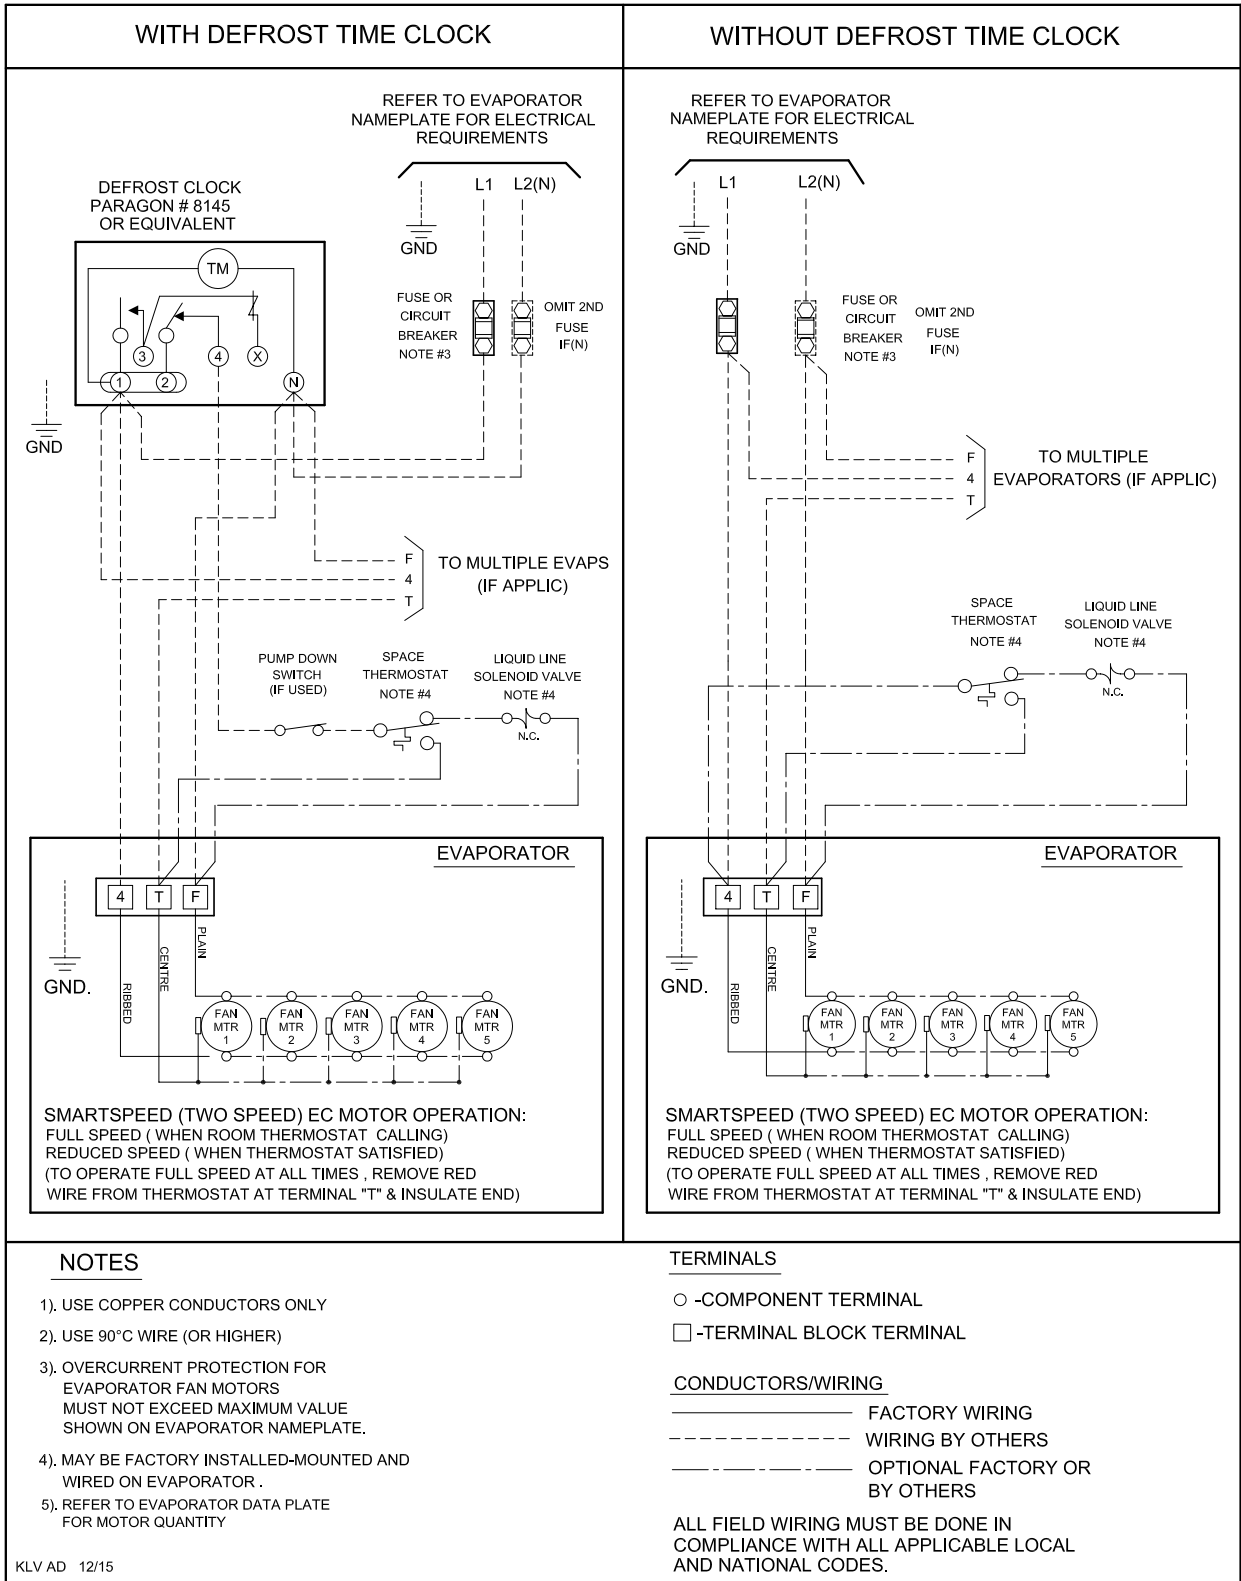 WITH DEFROST TIME CLOCK
REFER TO EVAPORATOR
NAMEPLATE FOR ELECTRICAL
REQUIREMENTS
L1 L2(N)
GND
DEFROST CLOCK
PARAGON # 8145
OR EQUIVALENT
TM
3 4 X
1 2 N
GND
FUSE OR
CIRCUIT
BREAKER
NOTE #3
OMIT 2ND
FUSE
IF(N)
F
4
T
TO MULTIPLE EVAPS
(IF APPLIC)
PUMP DOWN
SWITCH
(IF USED)
SPACE
THERMOSTAT
NOTE #4
LIQUID LINE
SOLENOID VALVE
NOTE #4
N.C.
EVAPORATOR
4 T F
GND.
RIBBED
CENTRE
PLAIN
FAN
MTR
1
FAN
MTR
2
FAN
MTR
3
FAN
MTR
4
FAN
MTR
5
SMARTSPEED (TWO SPEED) EC MOTOR OPERATION:
FULL SPEED ( WHEN ROOM THERMOSTAT CALLING)
REDUCED SPEED ( WHEN THERMOSTAT SATISFIED)
(TO OPERATE FULL SPEED AT ALL TIMES , REMOVE RED
WIRE FROM THERMOSTAT AT TERMINAL "T" & INSULATE END)
WITHOUT DEFROST TIME CLOCK
REFER TO EVAPORATOR
NAMEPLATE FOR ELECTRICAL
REQUIREMENTS
L1 L2(N)
GND
FUSE OR
CIRCUIT
BREAKER
NOTE #3
OMIT 2ND
FUSE
IF(N)
F
4
T
TO MULTIPLE
EVAPORATORS (IF APPLIC)
SPACE
THERMOSTAT
NOTE #4
LIQUID LINE
SOLENOID VALVE
NOTE #4
N.C.
EVAPORATOR
4 T F
GND.
RIBBED
CENTRE
PLAIN
FAN
MTR
1
FAN
MTR
2
FAN
MTR
3
FAN
MTR
4
FAN
MTR
5
SMARTSPEED (TWO SPEED) EC MOTOR OPERATION:
FULL SPEED ( WHEN ROOM THERMOSTAT CALLING)
REDUCED SPEED ( WHEN THERMOSTAT SATISFIED)
(TO OPERATE FULL SPEED AT ALL TIMES , REMOVE RED
WIRE FROM THERMOSTAT AT TERMINAL "T" & INSULATE END)
NOTES
1). USE COPPER CONDUCTORS ONLY
2). USE 90°C WIRE (OR HIGHER)
3). OVERCURRENT PROTECTION FOR
EVAPORATOR FAN MOTORS
MUST NOT EXCEED MAXIMUM VALUE
SHOWN ON EVAPORATOR NAMEPLATE.
4). MAY BE FACTORY INSTALLED-MOUNTED AND
WIRED ON EVAPORATOR .
5). REFER TO EVAPORATOR DATA PLATE
FOR MOTOR QUANTITY
KLV AD 12/15
TERMINALS
-COMPONENT TERMINAL
-TERMINAL BLOCK TERMINAL
CONDUCTORS/WIRING
FACTORY WIRING
WIRING BY OTHERS
OPTIONAL FACTORY OR
BY OTHERS
ALL FIELD WIRING MUST BE DONE IN
COMPLIANCE WITH ALL APPLICABLE LOCAL
AND NATIONAL CODES.